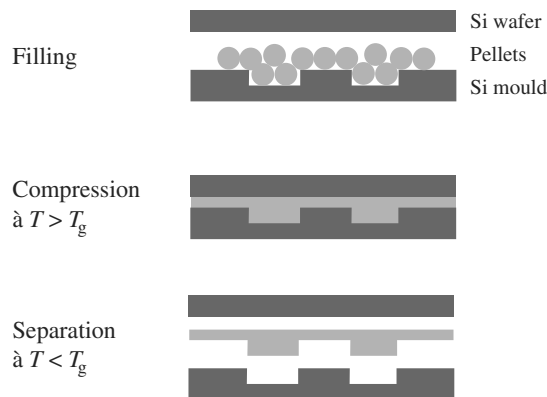 Si wafer
Filling
Pellets
Si mould
Compression
à T > Tg
Separation
à T < Tg